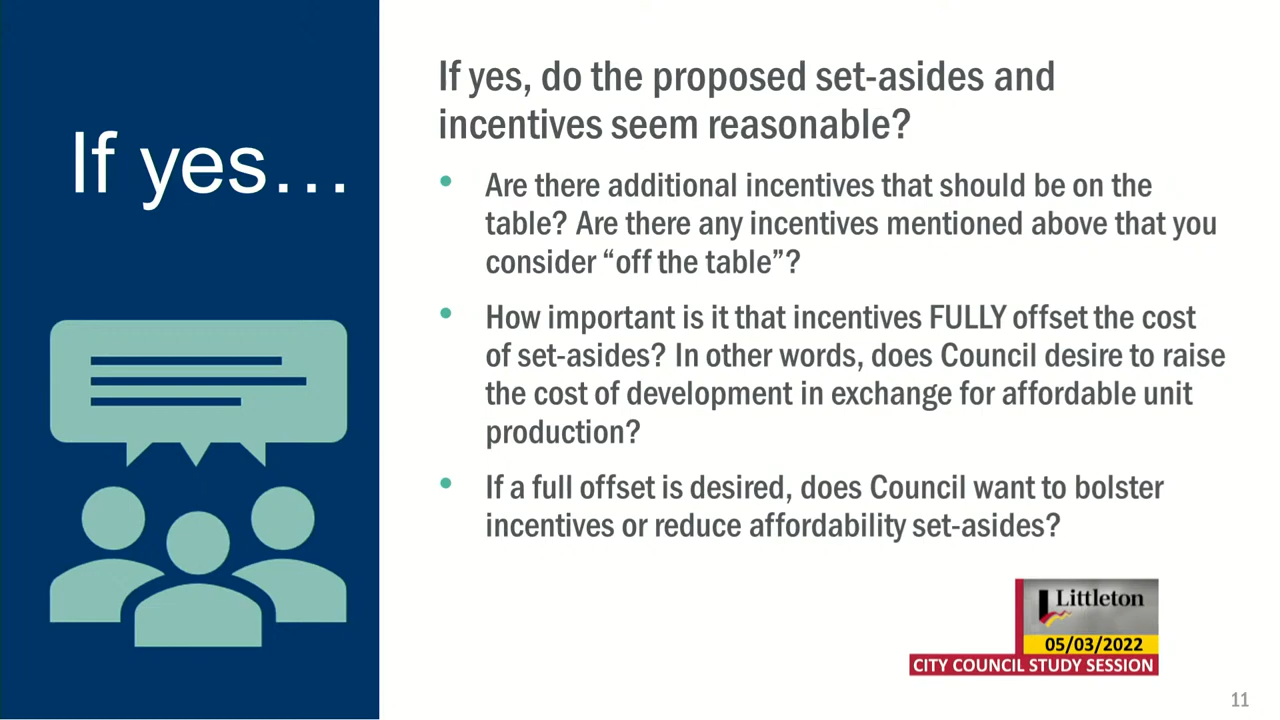 If yes…
If yes, do the proposed set-asides and
incentives seem reasonable?
• Are there additional incentives that should be on the
table? Are there any incentives mentioned above that you
consider “off the table”?
• How important is it that incentives FULLY offset the cost
of set-asides? In other words, does Council desire to raise
the cost of development in exchange for affordable unit
production?
• If a full offset is desired, does Council want to bolster
incentives or reduce affordability set-asides?
Littleton
05/03/2022
CITY COUNCIL STUDY SESSION
11